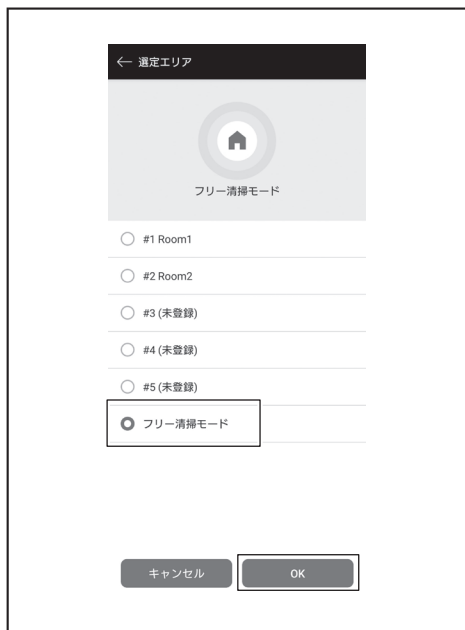 ← 選定エリア
フリー清掃モード
#1 Room1
#2 Room2
#3 (未登録)
#4 (未登録)
#5 (未登録)
フリー清掃モード
キャンセル
OK